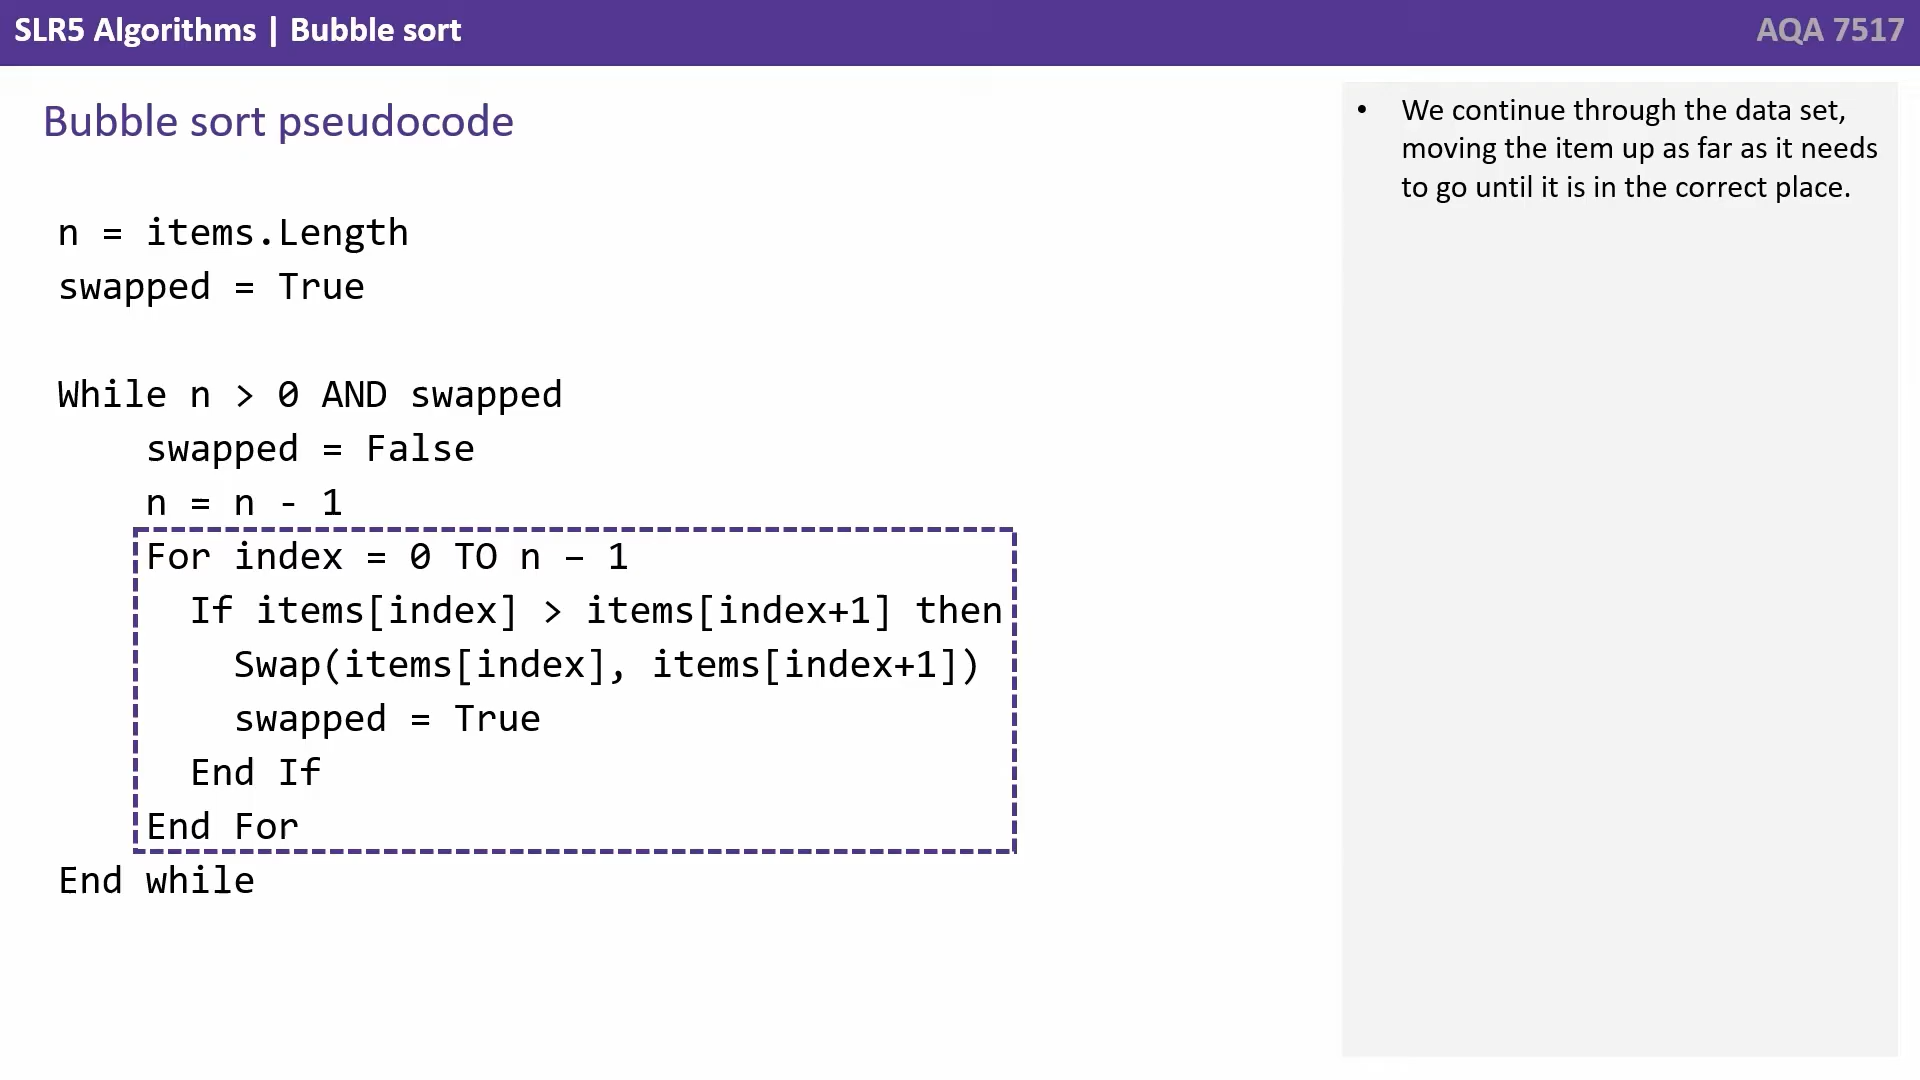 SLR5 Algorithms | Bubble sort
AQA 7517
Bubble sort pseudocode
n = items.Length
swapped = True
While n > 0 AND swapped
swapped = False
n = n - 1
For index = 0 TO n – 1
If items[index] > items[index+1] then
Swap(items[index], items[index+1])
swapped = True
End If
End For
End while
• We continue through the data set,
moving the item up as far as it needs
to go until it is in the correct place.